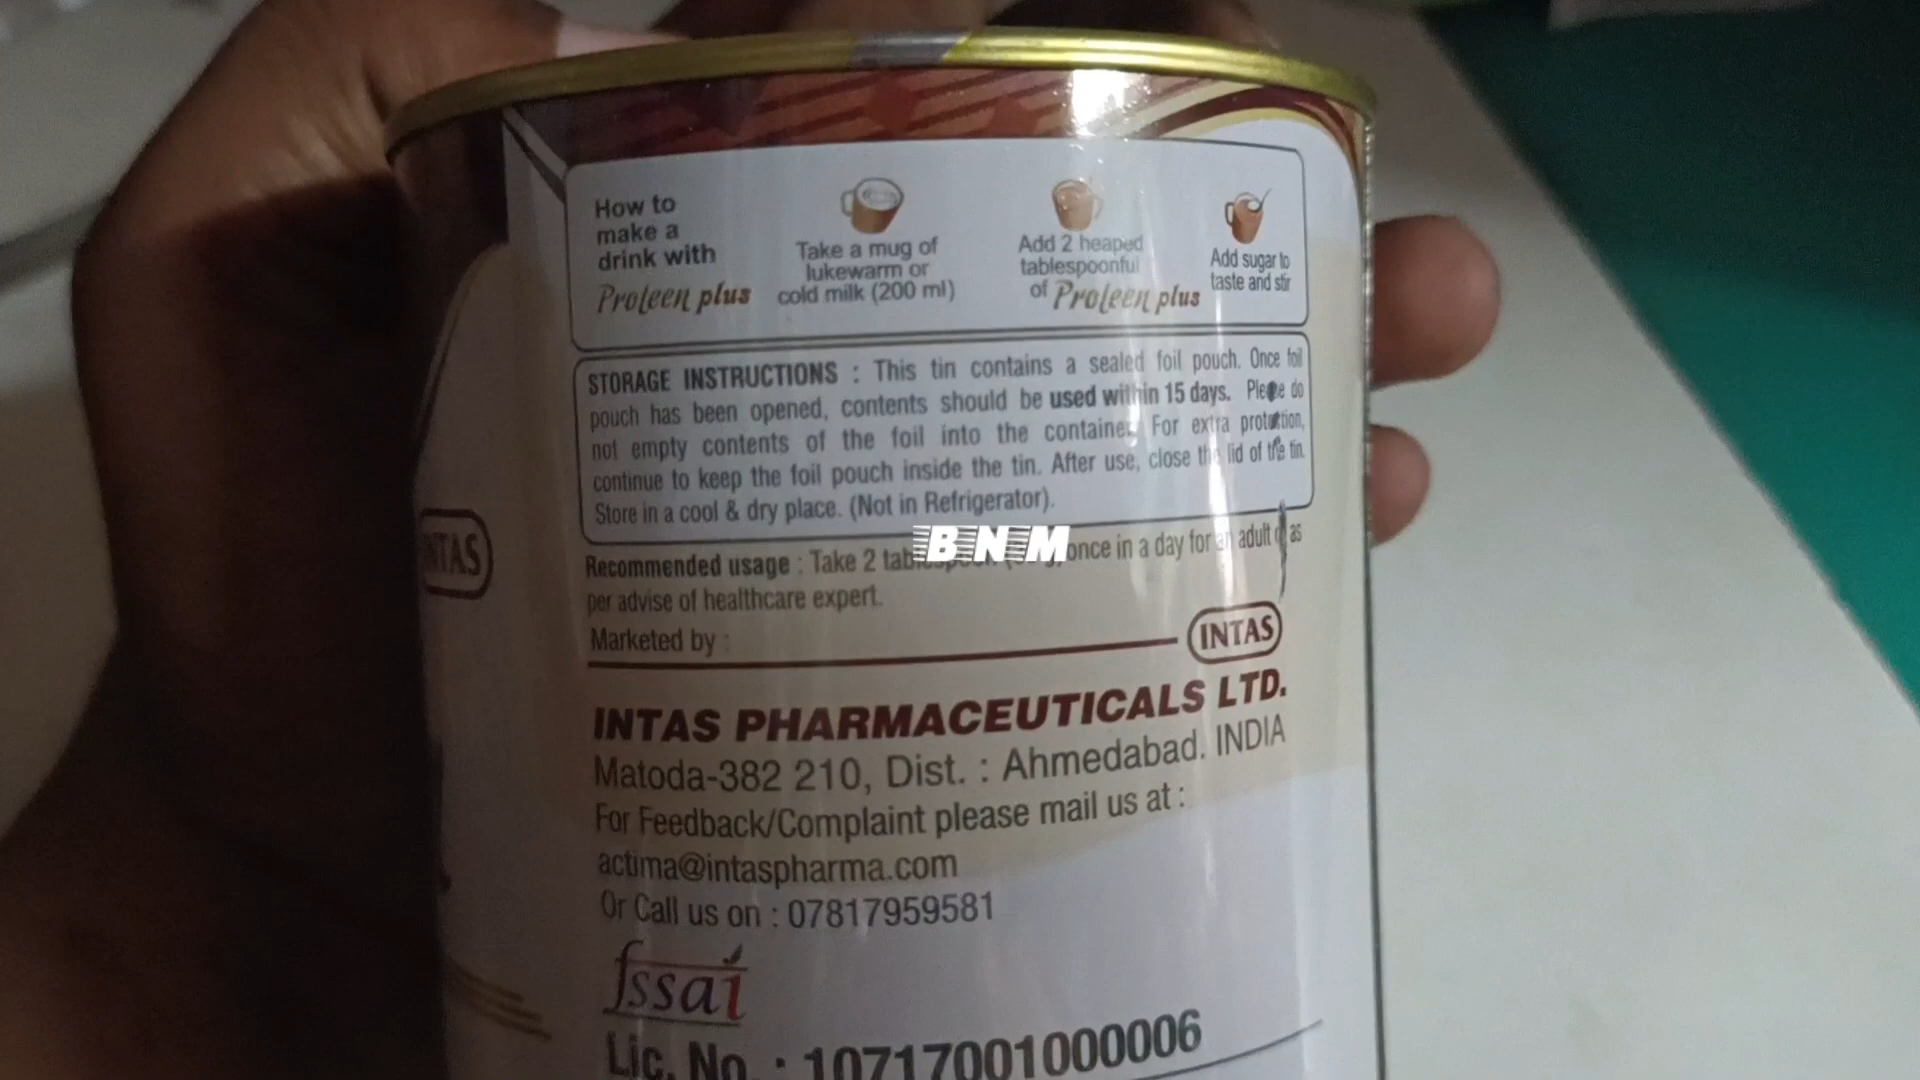 How to
make a
drink with
Proteen plus
Take a mug of
lukewarm or
cold milk (200 ml)
Add 2 heaped
tablespoonful
of Proteen plus
Add sugar to
taste and stir
STORAGE INSTRUCTIONS : This tin contains a sealed foil pouch. Once foil
pouch has been opened, contents should be used within 15 days. Please do
not empty contents of the foil into the container. For extra protection,
continue to keep the foil pouch inside the tin. After use, close the lid of the tin.
Store in a cool & dry place. (Not in Refrigerator).
BNM
Recommended usage : Take 2 once in a day for an adult or as
per advise of healthcare expert.
Marketed by :
INTAS
INTAS
INTAS PHARMACEUTICALS LTD.
Matoda-382 210, Dist. : Ahmedabad. INDIA
For Feedback/Complaint please mail us at :
actima@intaspharma.com
Or Call us on : 07817959581
fssai
Lic. No. : 10717001000006